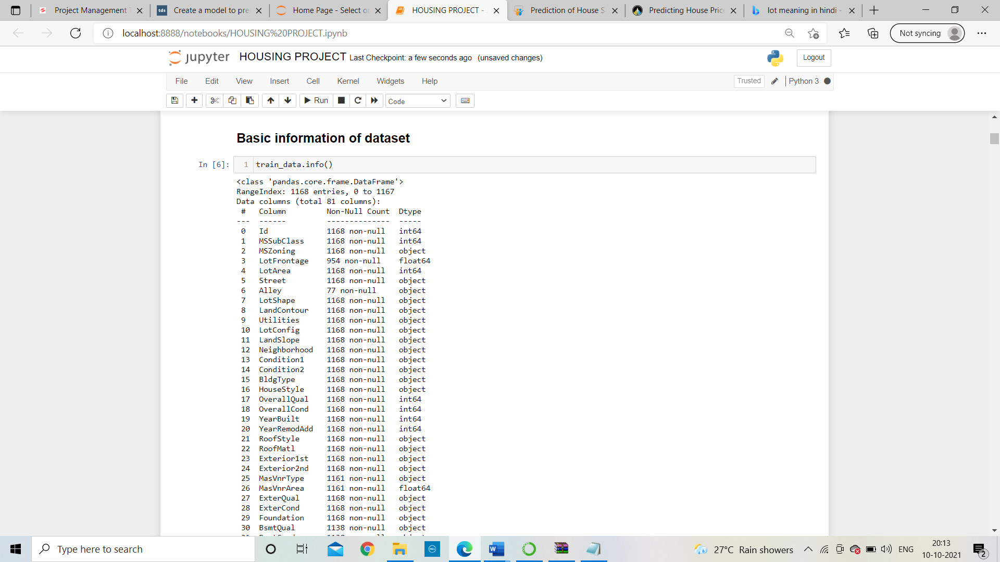 Project Management T
tds Create a model to pre
Home Page - Select o
HOUSING PROJECT -
Prediction of House S
Predicting House Pric
lot meaning in hindi -
localhost:8888/notebooks/HOUSING%20PROJECT.ipynb
Not syncing
jupyter HOUSING PROJECT Last Checkpoint: a few seconds ago (unsaved changes)
Logout
File Edit View Insert Cell Kernel Widgets Help
Trusted Python 3
Run Code
Basic information of dataset
In [6]: 1 train_data.info()
<class 'pandas.core.frame.DataFrame'>
RangeIndex: 1168 entries, 0 to 1167
Data columns (total 81 columns):
# Column Non-Null Count Dtype
--- ------ -------------- -----
0 Id 1168 non-null int64
1 MSSubClass 1168 non-null int64
2 MSZoning 1168 non-null object
3 LotFrontage 954 non-null float64
4 LotArea 1168 non-null int64
5 Street 1168 non-null object
6 Alley 77 non-null object
7 LotShape 1168 non-null object
8 LandContour 1168 non-null object
9 Utilities 1168 non-null object
10 LotConfig 1168 non-null object
11 LandSlope 1168 non-null object
12 Neighborhood 1168 non-null object
13 Condition1 1168 non-null object
14 Condition2 1168 non-null object
15 BldgType 1168 non-null object
16 HouseStyle 1168 non-null object
17 OverallQual 1168 non-null int64
18 OverallCond 1168 non-null int64
19 YearBuilt 1168 non-null int64
20 YearRemodAdd 1168 non-null int64
21 RoofStyle 1168 non-null object
22 RoofMatl 1168 non-null object
23 Exterior1st 1168 non-null object
24 Exterior2nd 1168 non-null object
25 MasVnrType 1161 non-null object
26 MasVnrArea 1161 non-null float64
27 ExterQual 1168 non-null object
28 ExterCond 1168 non-null object
29 Foundation 1168 non-null object
30 BsmtQual 1138 non-null object
Type here to search
27°C Rain showers
ENG
20:13
10-10-2021
2